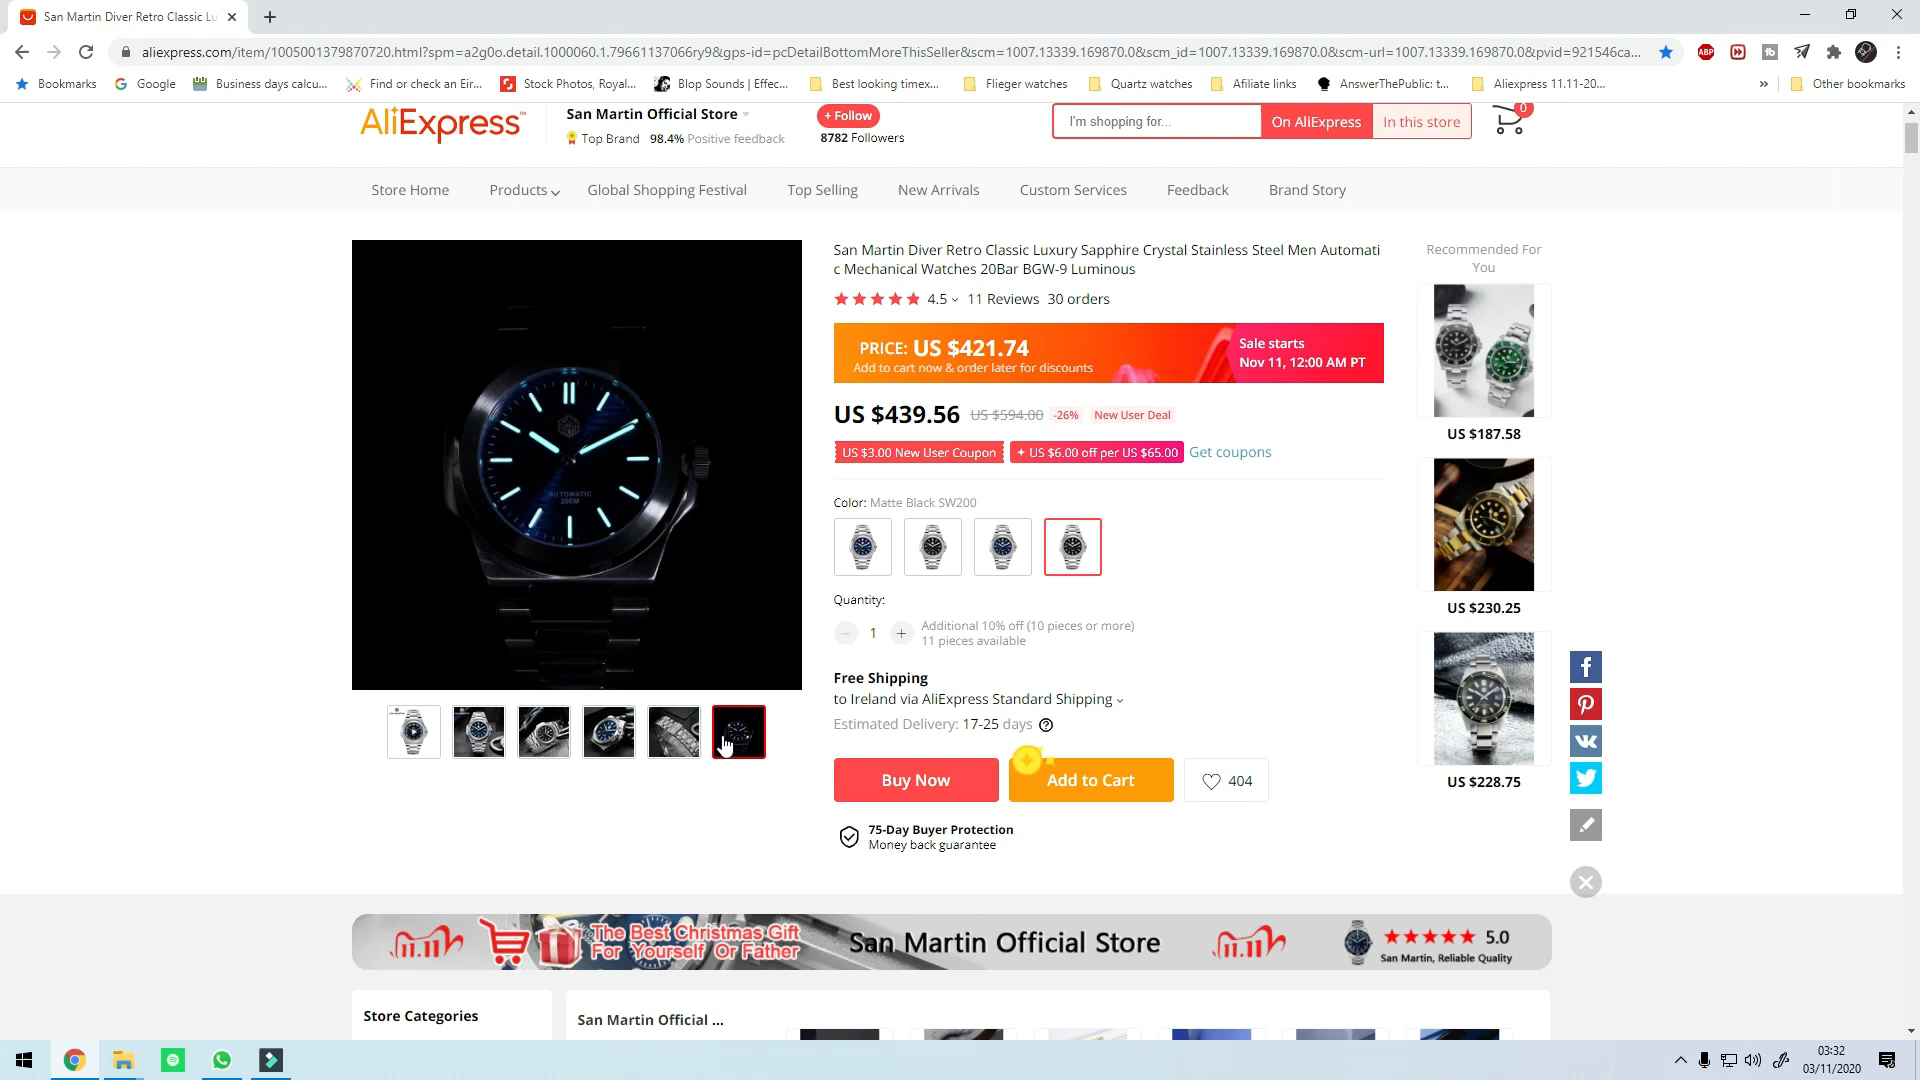 San Martin Diver Retro Classic Lu
aliexpress.com/item/1005001379870720.html?spm=a2g0o.detail.1000060.1.79661137066ry9&gps-id=pcDetailBottomMoreThisSeller&scm=1007.13339.169870.0&scm_id=1007.13339.169870.0&scm-url=1007.13339.169870.0&pvid=921546ca...
ABP
Bookmarks
Google
Business days calcu...
Find or check an Eir...
Stock Photos, Royal...
Blop Sounds | Effec...
Best looking timex...
Flieger watches
Quartz watches
Afiliate links
AnswerThePublic: t...
Aliexpress 11.11-20...
» Other bookmarks
AliExpress™
San Martin Official Store
Top Brand 98.4% Positive feedback
+ Follow
8782 Followers
I'm shopping for...
On AliExpress
In this store
0
Store Home
Products
Global Shopping Festival
Top Selling
New Arrivals
Custom Services
Feedback
Brand Story
AUTOMATIC
200M
San Martin Diver Retro Classic Luxury Sapphire Crystal Stainless Steel Men Automati
c Mechanical Watches 20Bar BGW-9 Luminous
4.5 11 Reviews 30 orders
PRICE: US $421.74
Add to cart now & order later for discounts
Sale starts
Nov 11, 12:00 AM PT
US $439.56 US $594.00 -26% New User Deal
US $3.00 New User Coupon
US $6.00 off per US $65.00
Get coupons
Color: Matte Black SW200
Quantity:
1
Additional 10% off (10 pieces or more)
11 pieces available
Free Shipping
to Ireland via AliExpress Standard Shipping
Estimated Delivery: 17-25 days
Buy Now
Add to Cart
404
75-Day Buyer Protection
Money back guarantee
Recommended For
You
US $187.58
US $230.25
US $228.75
11.11
The Best Christmas Gift
For Yourself Or Father
San Martin Official Store
11.11
5.0
San Martin, Reliable Quality
Store Categories
San Martin Official ...
03:32
03/11/2020